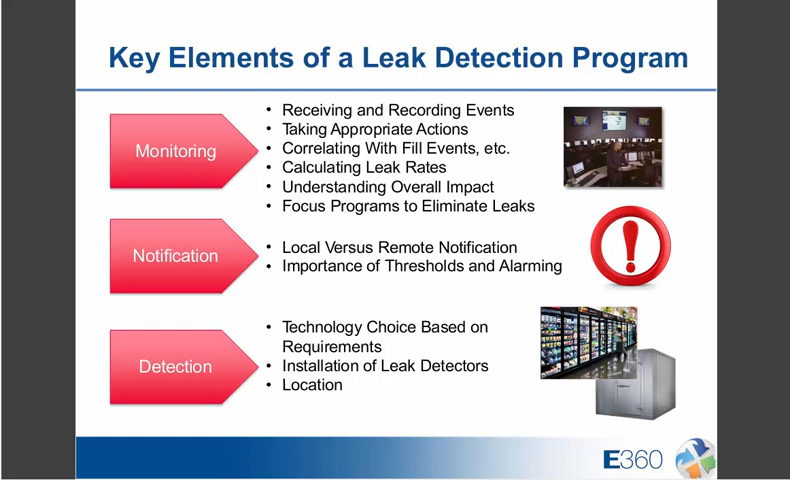 Key Elements of a Leak Detection Program
Monitoring
• Receiving and Recording Events
• Taking Appropriate Actions
• Correlating With Fill Events, etc.
• Calculating Leak Rates
• Understanding Overall Impact
• Focus Programs to Eliminate Leaks
Notification
• Local Versus Remote Notification
• Importance of Thresholds and Alarming
Detection
• Technology Choice Based on
Requirements
• Installation of Leak Detectors
• Location
E360